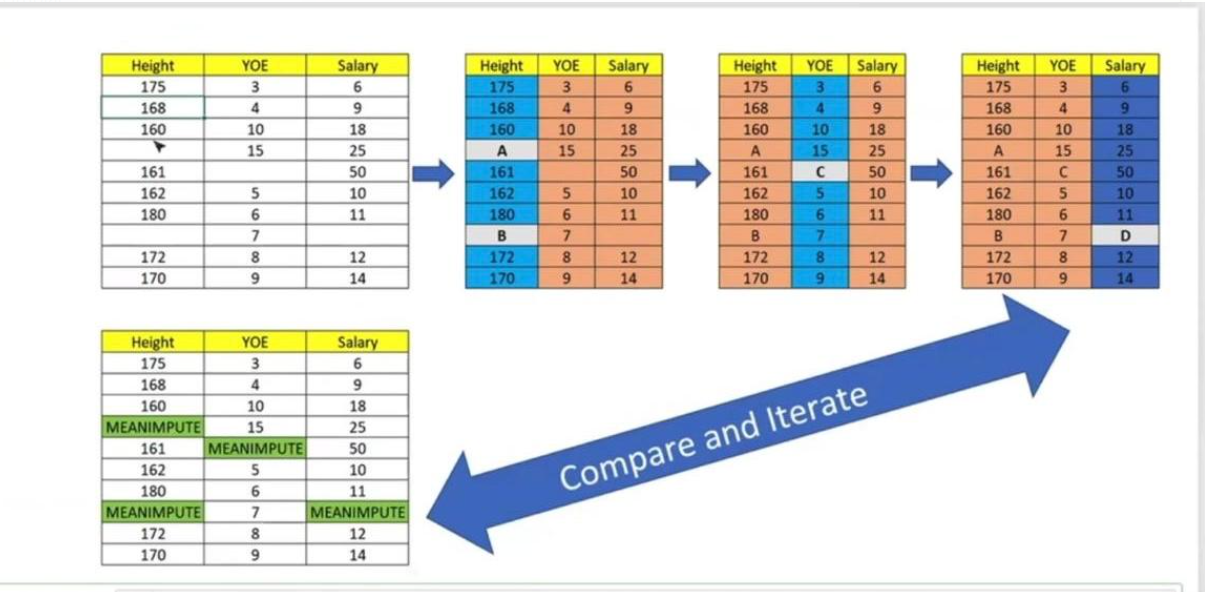 Height YOE Salary
175 3 6
168 4 9
160 10 18
15 25
161 50
162 5 10
180 6 11
7
172 8 12
170 9 14
Height YOE Salary
175 3 6
168 4 9
160 10 18
A 15 25
161 50
162 5 10
180 6 11
B 7
172 8 12
170 9 14
Height YOE Salary
175 3 6
168 4 9
160 10 18
A 15 25
161 C 50
162 5 10
180 6 11
B 7
172 8 12
170 9 14
Height YOE Salary
175 3 6
168 4 9
160 10 18
A 15 25
161 C 50
162 5 10
180 6 11
B 7 D
172 8 12
170 9 14
Height YOE Salary
175 3 6
168 4 9
160 10 18
MEANIMPUTE 15 25
161 MEANIMPUTE 50
162 5 10
180 6 11
MEANIMPUTE 7 MEANIMPUTE
172 8 12
170 9 14
Compare and Iterate